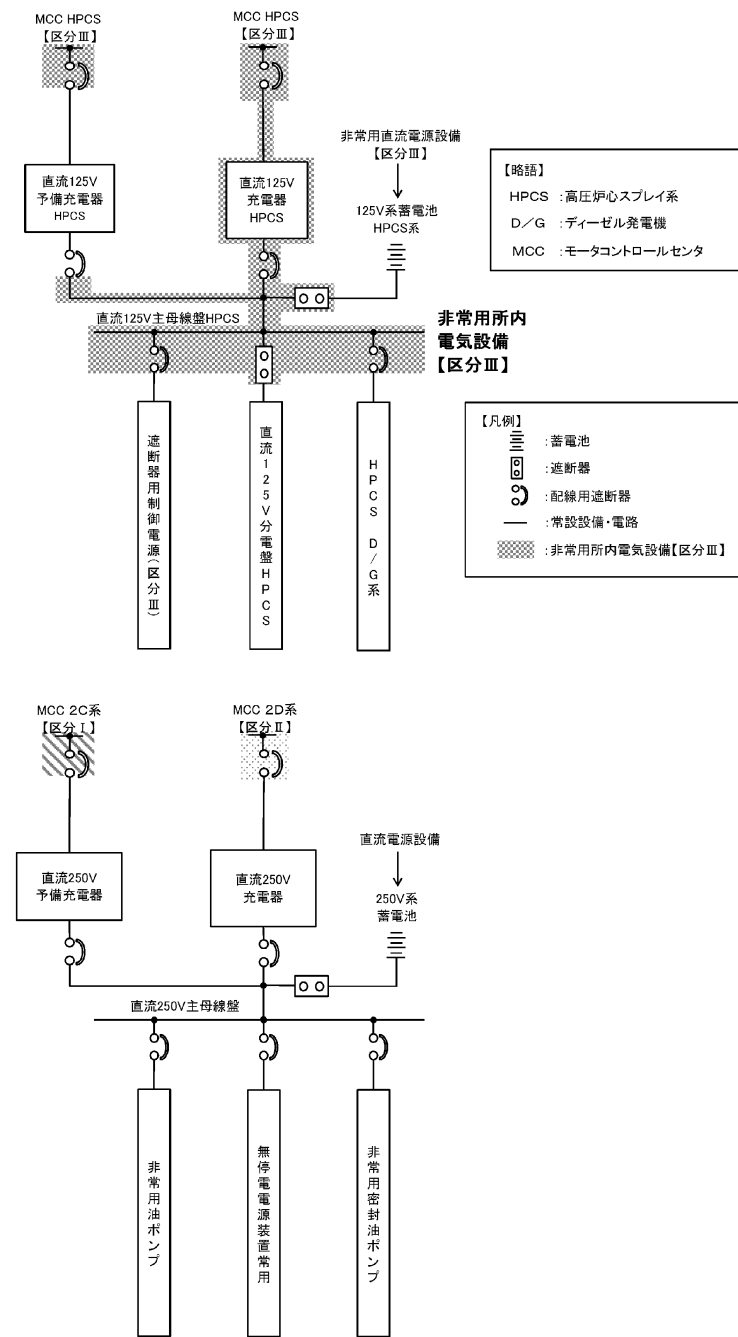 MCC HPCS
【区分Ⅲ】
MCC HPCS
【区分Ⅲ】
非常用直流電源設備
【区分Ⅲ】
125V系蓄電池
HPCS系
直流125V
予備充電器
HPCS
直流125V
充電器
HPCS
【略語】
HPCS ：高圧炉心スプレイ系
D／G ：ディーゼル発電機
MCC ：モータコントロールセンタ
直流125V主母線盤HPCS
非常用所内
電気設備
【区分Ⅲ】
遮断器用制御電源(区分Ⅲ)
直流125V分電盤HPCS
HPCS D/G系
【凡例】
：蓄電池
：遮断器
：配線用遮断器
：常設設備・電路
：非常用所内電気設備【区分Ⅲ】
MCC 2C系
【区分Ⅰ】
MCC 2D系
【区分Ⅱ】
直流電源設備
250V系
蓄電池
直流250V
予備充電器
直流250V
充電器
直流250V主母線盤
非常用油ポンプ
無停電電源装置常用
非常用密封油ポンプ